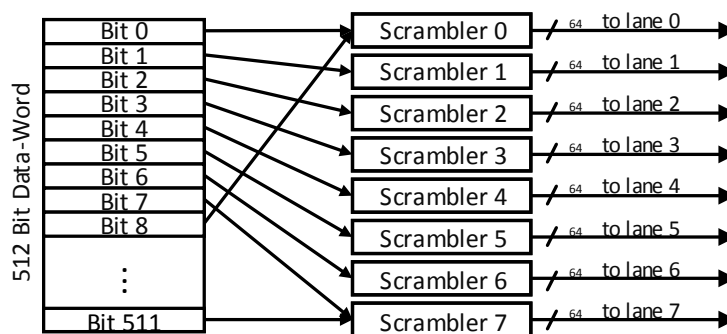 512 Bit Data-Word
Bit 0
Bit 1
Bit 2
Bit 3
Bit 4
Bit 5
Bit 6
Bit 7
Bit 8
⋮
Bit 511
Scrambler 0
64 to lane 0
Scrambler 1
64 to lane 1
Scrambler 2
64 to lane 2
Scrambler 3
64 to lane 3
Scrambler 4
64 to lane 4
Scrambler 5
64 to lane 5
Scrambler 6
64 to lane 6
Scrambler 7
64 to lane 7